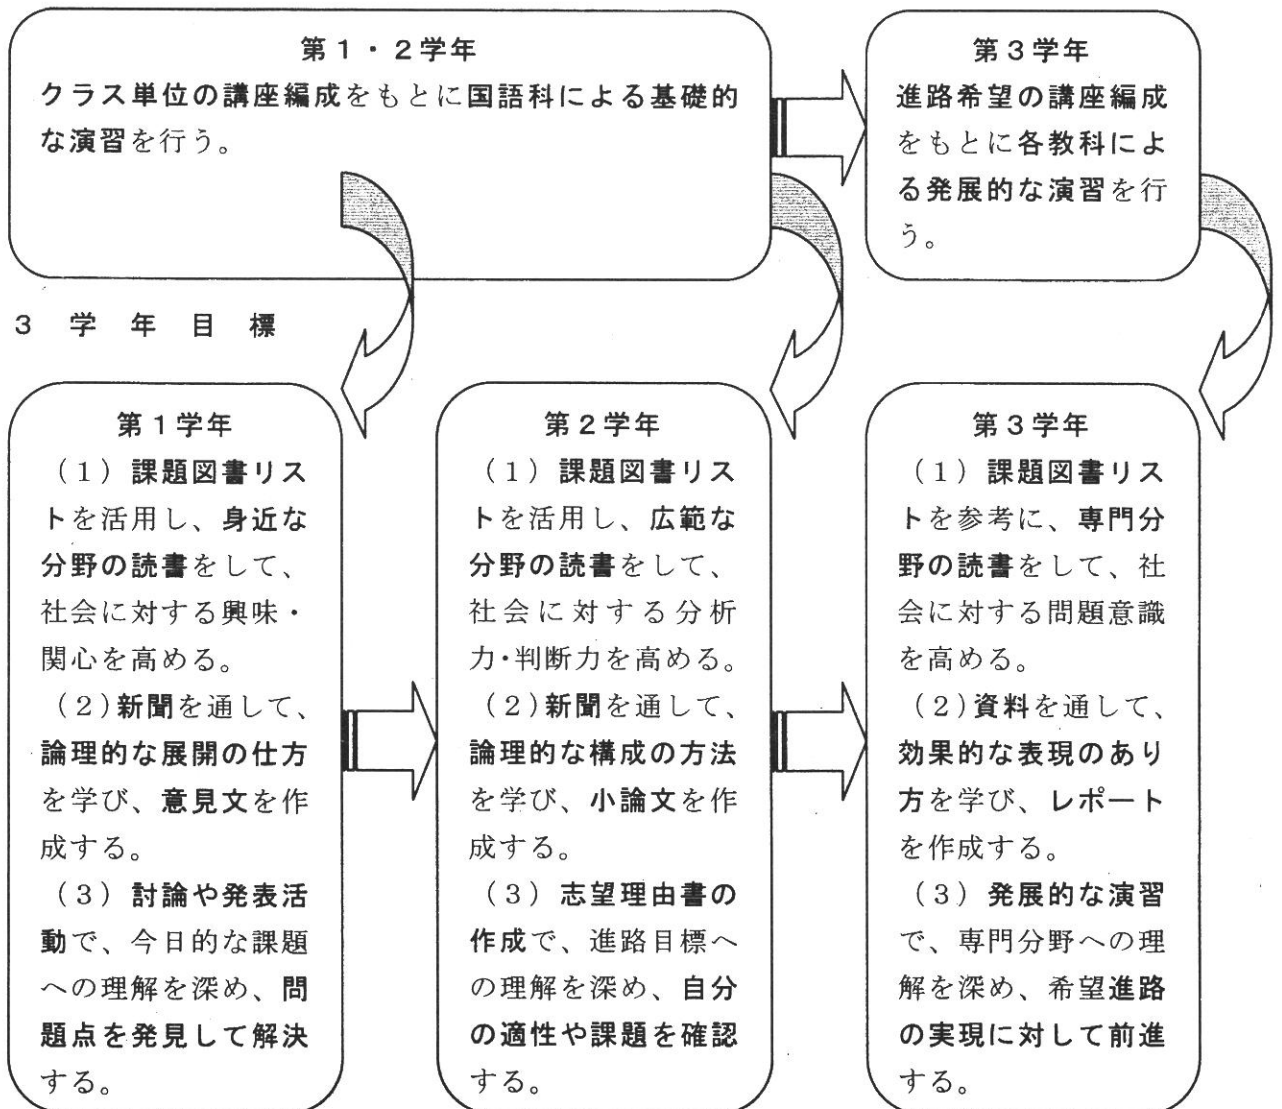 第１・２学年
クラス単位の講座編成をもとに国語科による基礎的
な演習を行う。
第３学年
進路希望の講座編成
をもとに各教科によ
る発展的な演習を行
う。
３学年目標
第１学年
（１）課題図書リス
トを活用し、身近な
分野の読書をして、
社会に対する興味・
関心を高める。
（２）新聞を通して、
論理的な展開の仕方
を学び、意見文を作
成する。
（３）討論や発表活
動で、今日的な課題
への理解を深め、問
題点を発見して解決
する。
第２学年
（１）課題図書リス
トを活用し、広範な
分野の読書をして、
社会に対する分析
力・判断力を高める。
（２）新聞を通して、
論理的な構成の方法
を学び、小論文を作
成する。
（３）志望理由書の
作成で、進路目標へ
の理解を深め、自分
の適性や課題を確認
する。
第３学年
（１）課題図書リス
トを参考に、専門分
野の読書をして、社
会に対する問題意識
を高める。
（２）資料を通して、
効果的な表現のあり
方を学び、レポート
を作成する。
（３）発展的な演習
で、専門分野への理
解を深め、希望進路
の実現に対して前進
する。